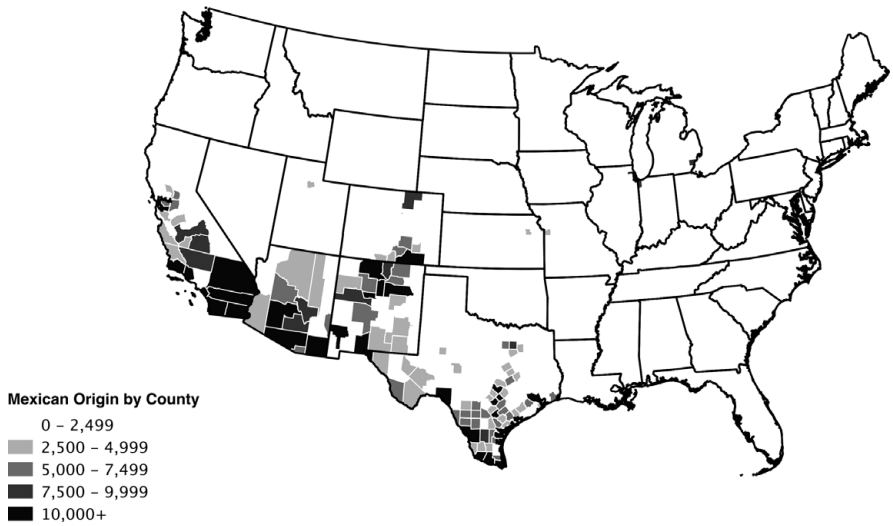 Mexican Origin by County
0 – 2,499
2,500 – 4,999
5,000 – 7,499
7,500 – 9,999
10,000+